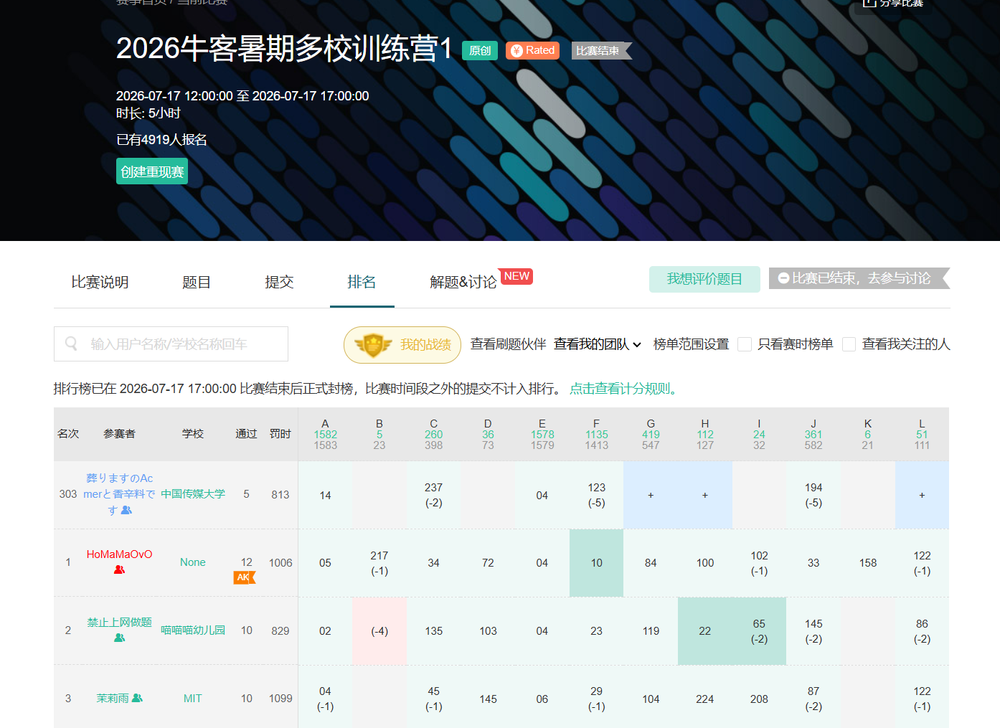 赛事首页 / 当前比赛
分享比赛
2026牛客暑期多校训练营1 原创 Rated 比赛结束
2026-07-17 12:00:00 至 2026-07-17 17:00:00
时长: 5小时
已有4919人报名
创建重现赛
比赛说明 题目 提交 排名 解题&讨论 NEW 我想评价题目 比赛已结束，去参与讨论
输入用户名称/学校名称回车 我的战绩 查看刷题伙伴 查看我的团队 榜单范围设置 只看赛时榜单 查看我关注的人
排行榜已在 2026-07-17 17:00:00 比赛结束后正式封榜，比赛时间段之外的提交不计入排行。 点击查看计分规则。
名次 参赛者 学校 通过 罚时 A B C D E F G H I J K L
1582 5 260 36 1578 1135 419 112 24 361 6 51
1583 23 398 73 1579 1413 547 127 32 582 21 111
葬りますのAc
merと香辛料で
す
303 中国传媒大学 5 813 14 237 04 123 + + 194 +
(-2) (-5) (-5)
HoMaMaOvO
1 None 12 1006 05 217 34 72 04 10 84 100 102 33 158 122
AK (-1) (-1) (-1)
禁止上网做题
2 喵喵喵幼儿园 10 829 02 (-4) 135 103 04 23 119 22 65 145 86
(-2) (-2) (-2)
3 茉莉雨 MIT 10 1099 04 45 145 06 29 104 224 208 87 122
(-1) (-1) (-1) (-2) (-1)